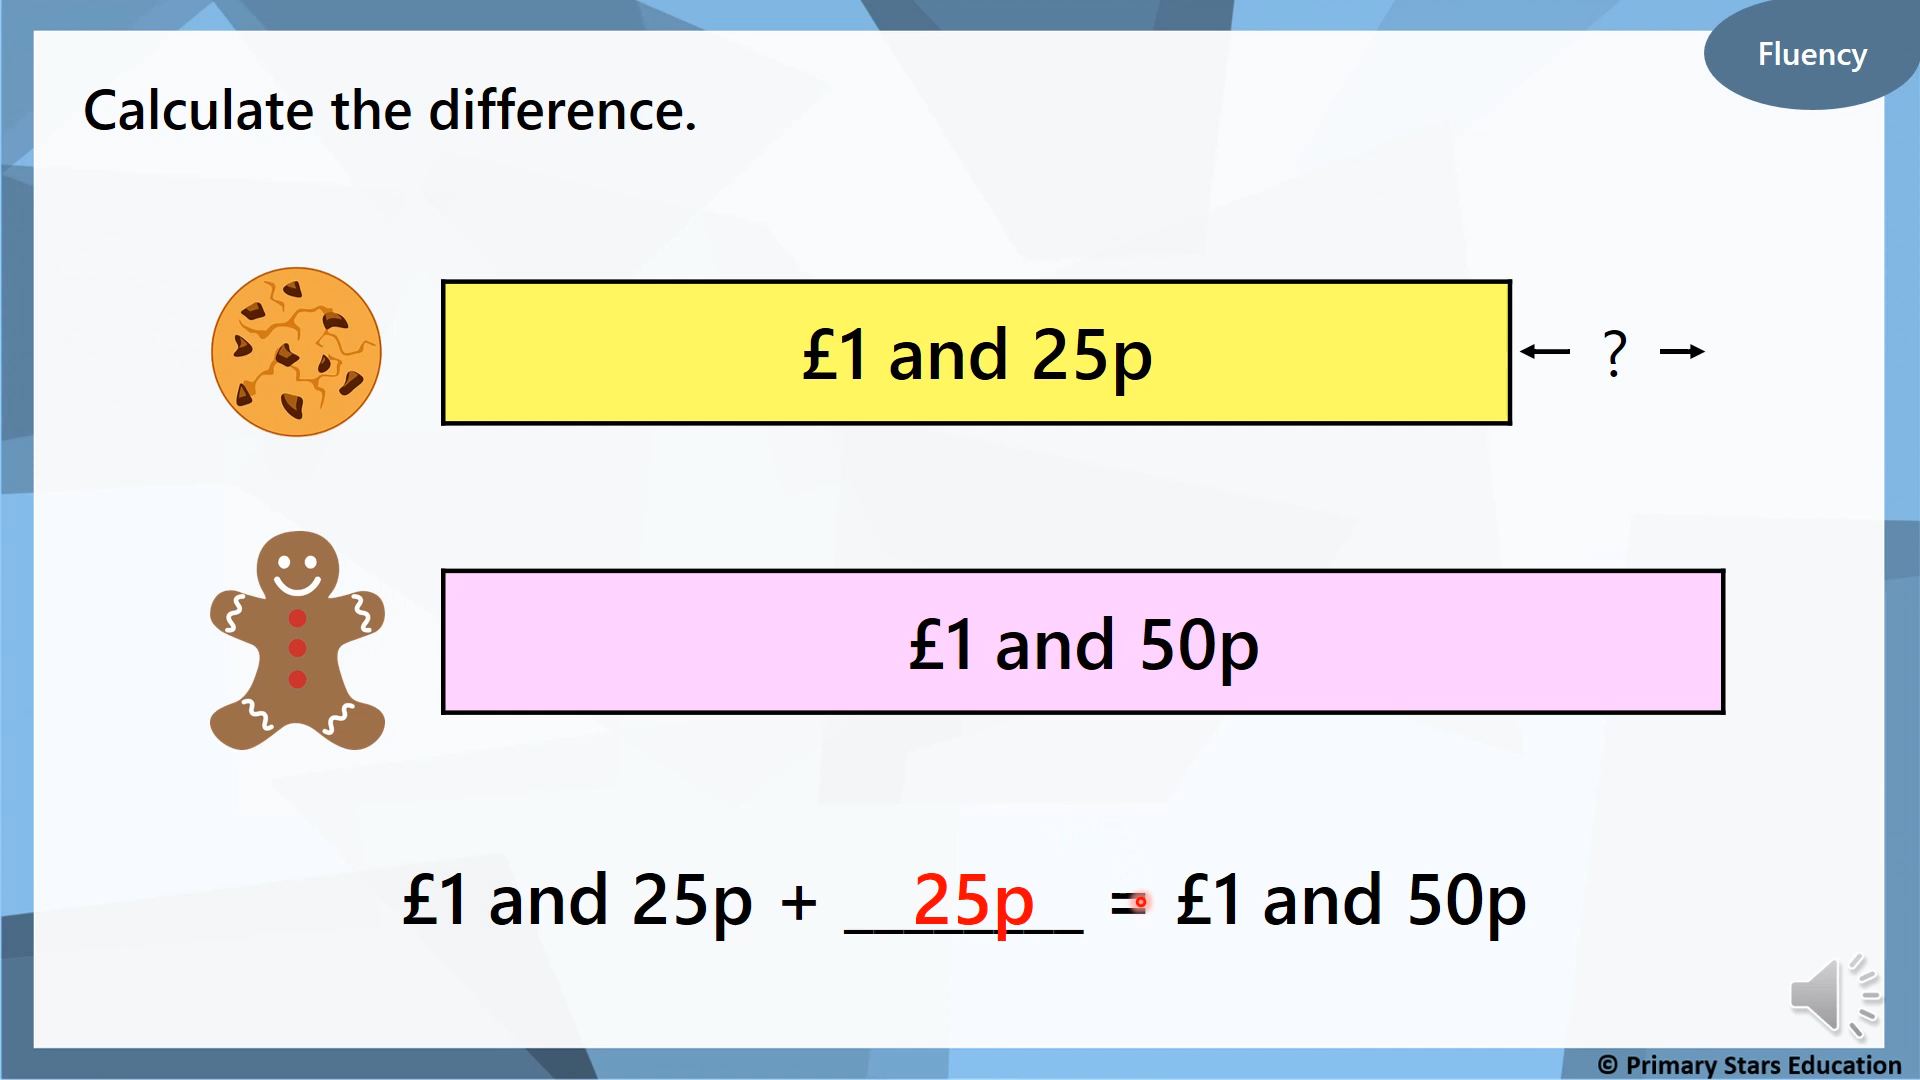 Fluency
Calculate the difference.
£1 and 25p
?
£1 and 50p
£1 and 25p + ________ = £1 and 50p
25p
© Primary Stars Education